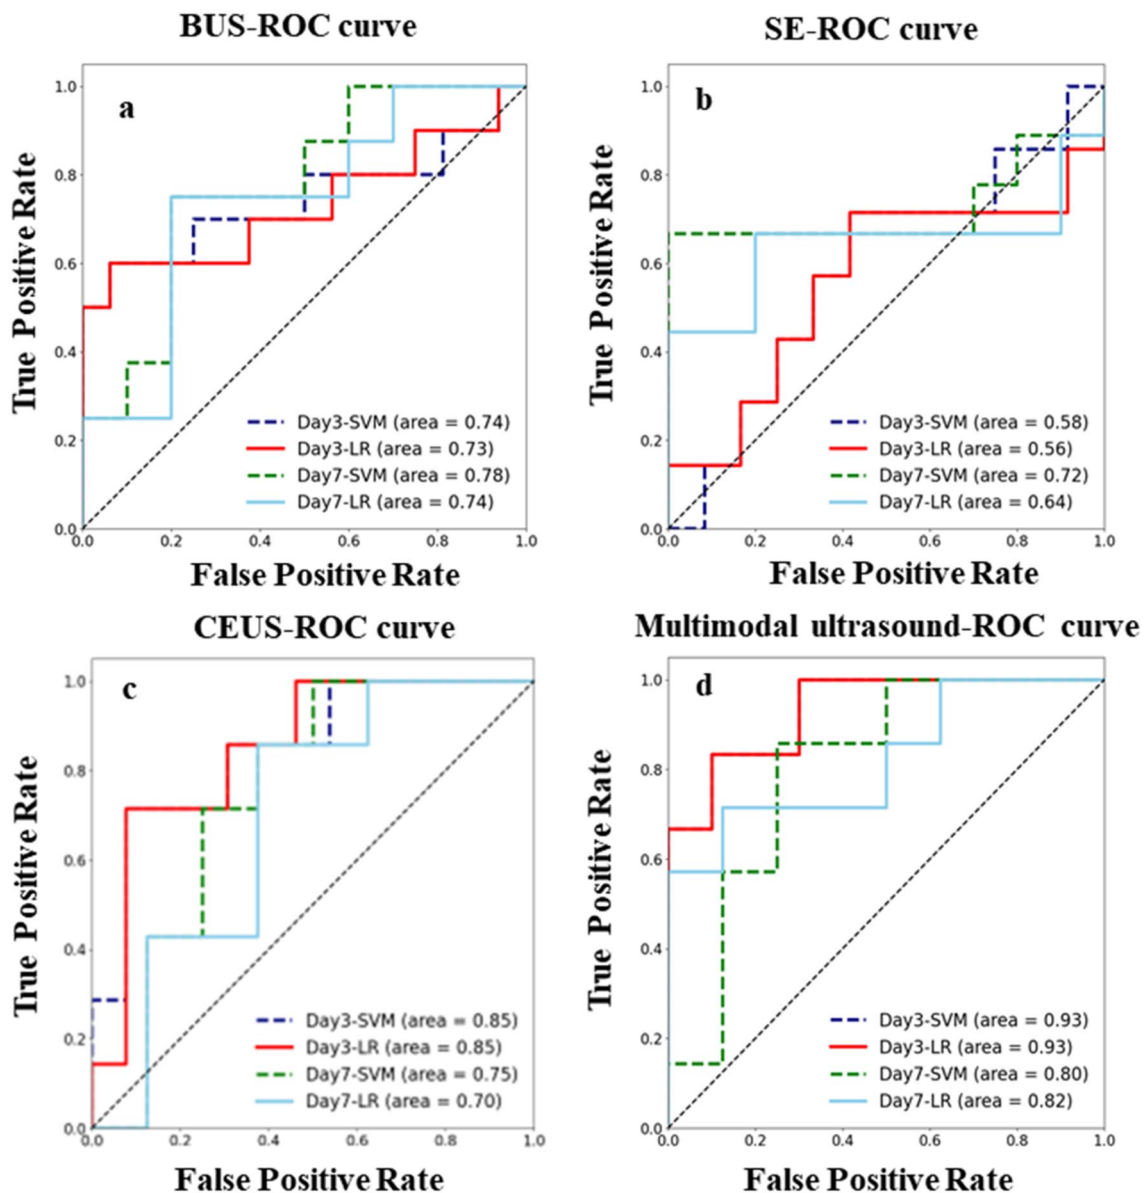 BUS-ROC curve
a
True Positive Rate
1.0
0.8
0.6
0.4
0.2
0.0
Day3-SVM (area = 0.74)
Day3-LR (area = 0.73)
Day7-SVM (area = 0.78)
Day7-LR (area = 0.74)
0.0 0.2 0.4 0.6 0.8 1.0
False Positive Rate
SE-ROC curve
b
True Positive Rate
1.0
0.8
0.6
0.4
0.2
0.0
Day3-SVM (area = 0.58)
Day3-LR (area = 0.56)
Day7-SVM (area = 0.72)
Day7-LR (area = 0.64)
0.0 0.2 0.4 0.6 0.8 1.0
False Positive Rate
CEUS-ROC curve
c
True Positive Rate
1.0
0.8
0.6
0.4
0.2
0.0
Day3-SVM (area = 0.85)
Day3-LR (area = 0.85)
Day7-SVM (area = 0.75)
Day7-LR (area = 0.70)
0.0 0.2 0.4 0.6 0.8 1.0
False Positive Rate
Multimodal ultrasound-ROC curve
d
True Positive Rate
1.0
0.8
0.6
0.4
0.2
0.0
Day3-SVM (area = 0.93)
Day3-LR (area = 0.93)
Day7-SVM (area = 0.80)
Day7-LR (area = 0.82)
0.0 0.2 0.4 0.6 0.8 1.0
False Positive Rate